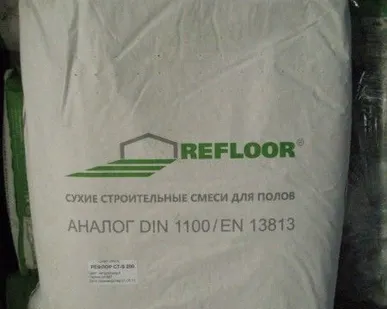 REFLOOR®
СУХИЕ СТРОИТЕЛЬНЫЕ СМЕСИ ДЛЯ ПОЛОВ
АНАЛОГ DIN 1100/EN 13813